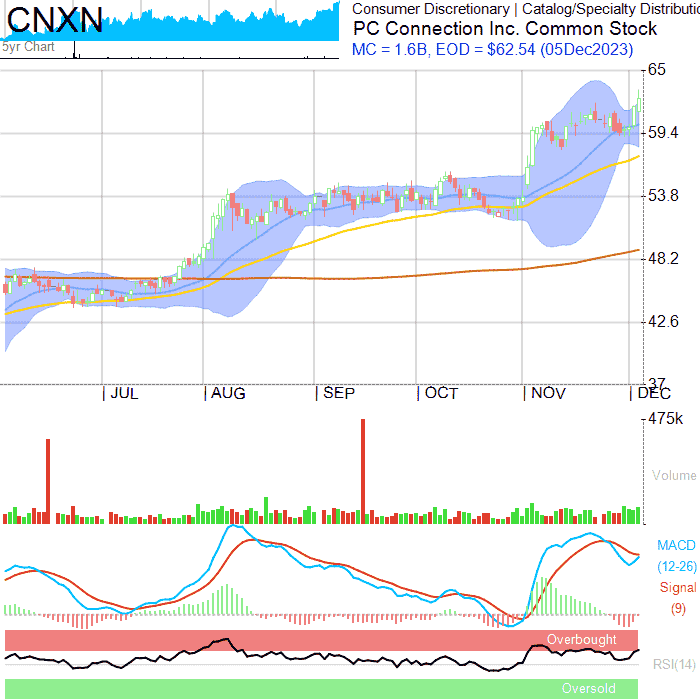 CNXN
5yr Chart
Consumer Discretionary | Catalog/Specialty Distributio
PC Connection Inc. Common Stock
MC = 1.6B, EOD = $62.54 (05Dec2023)
65
59.4
53.8
48.2
42.6
37
JUL AUG SEP OCT NOV DEC
475k
Volume
MACD
(12-26)
Signal
(9)
Overbought
RSI(14)
Oversold